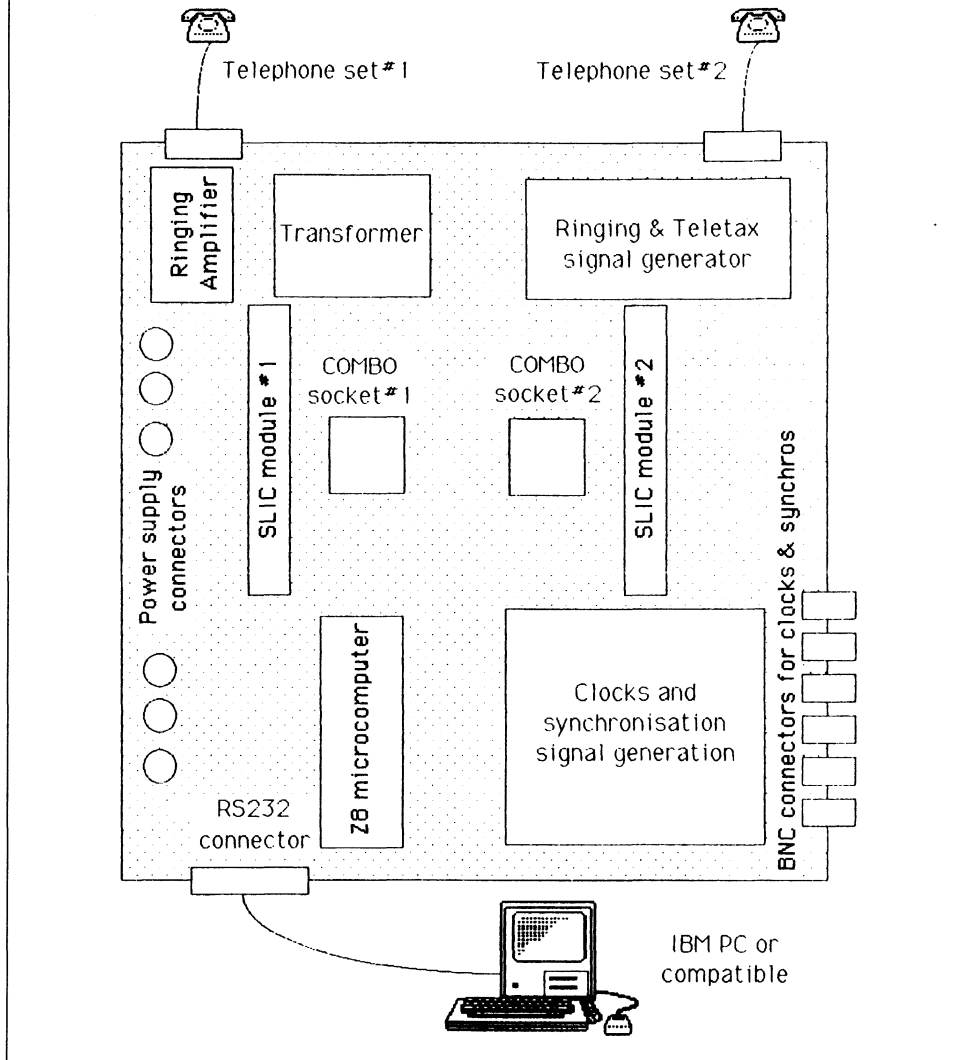 Telephone set#1
Telephone set#2
Ringing
Amplifier
Transformer
Ringing & Teletax
signal generator
SLIC module #1
COMBO
socket#1
COMBO
socket#2
SLIC module #2
Power supply
connectors
BNC connectors for clocks & synchros
Z8 microcomputer
Clocks and
synchronisation
signal generation
RS232
connector
IBM PC or
compatible